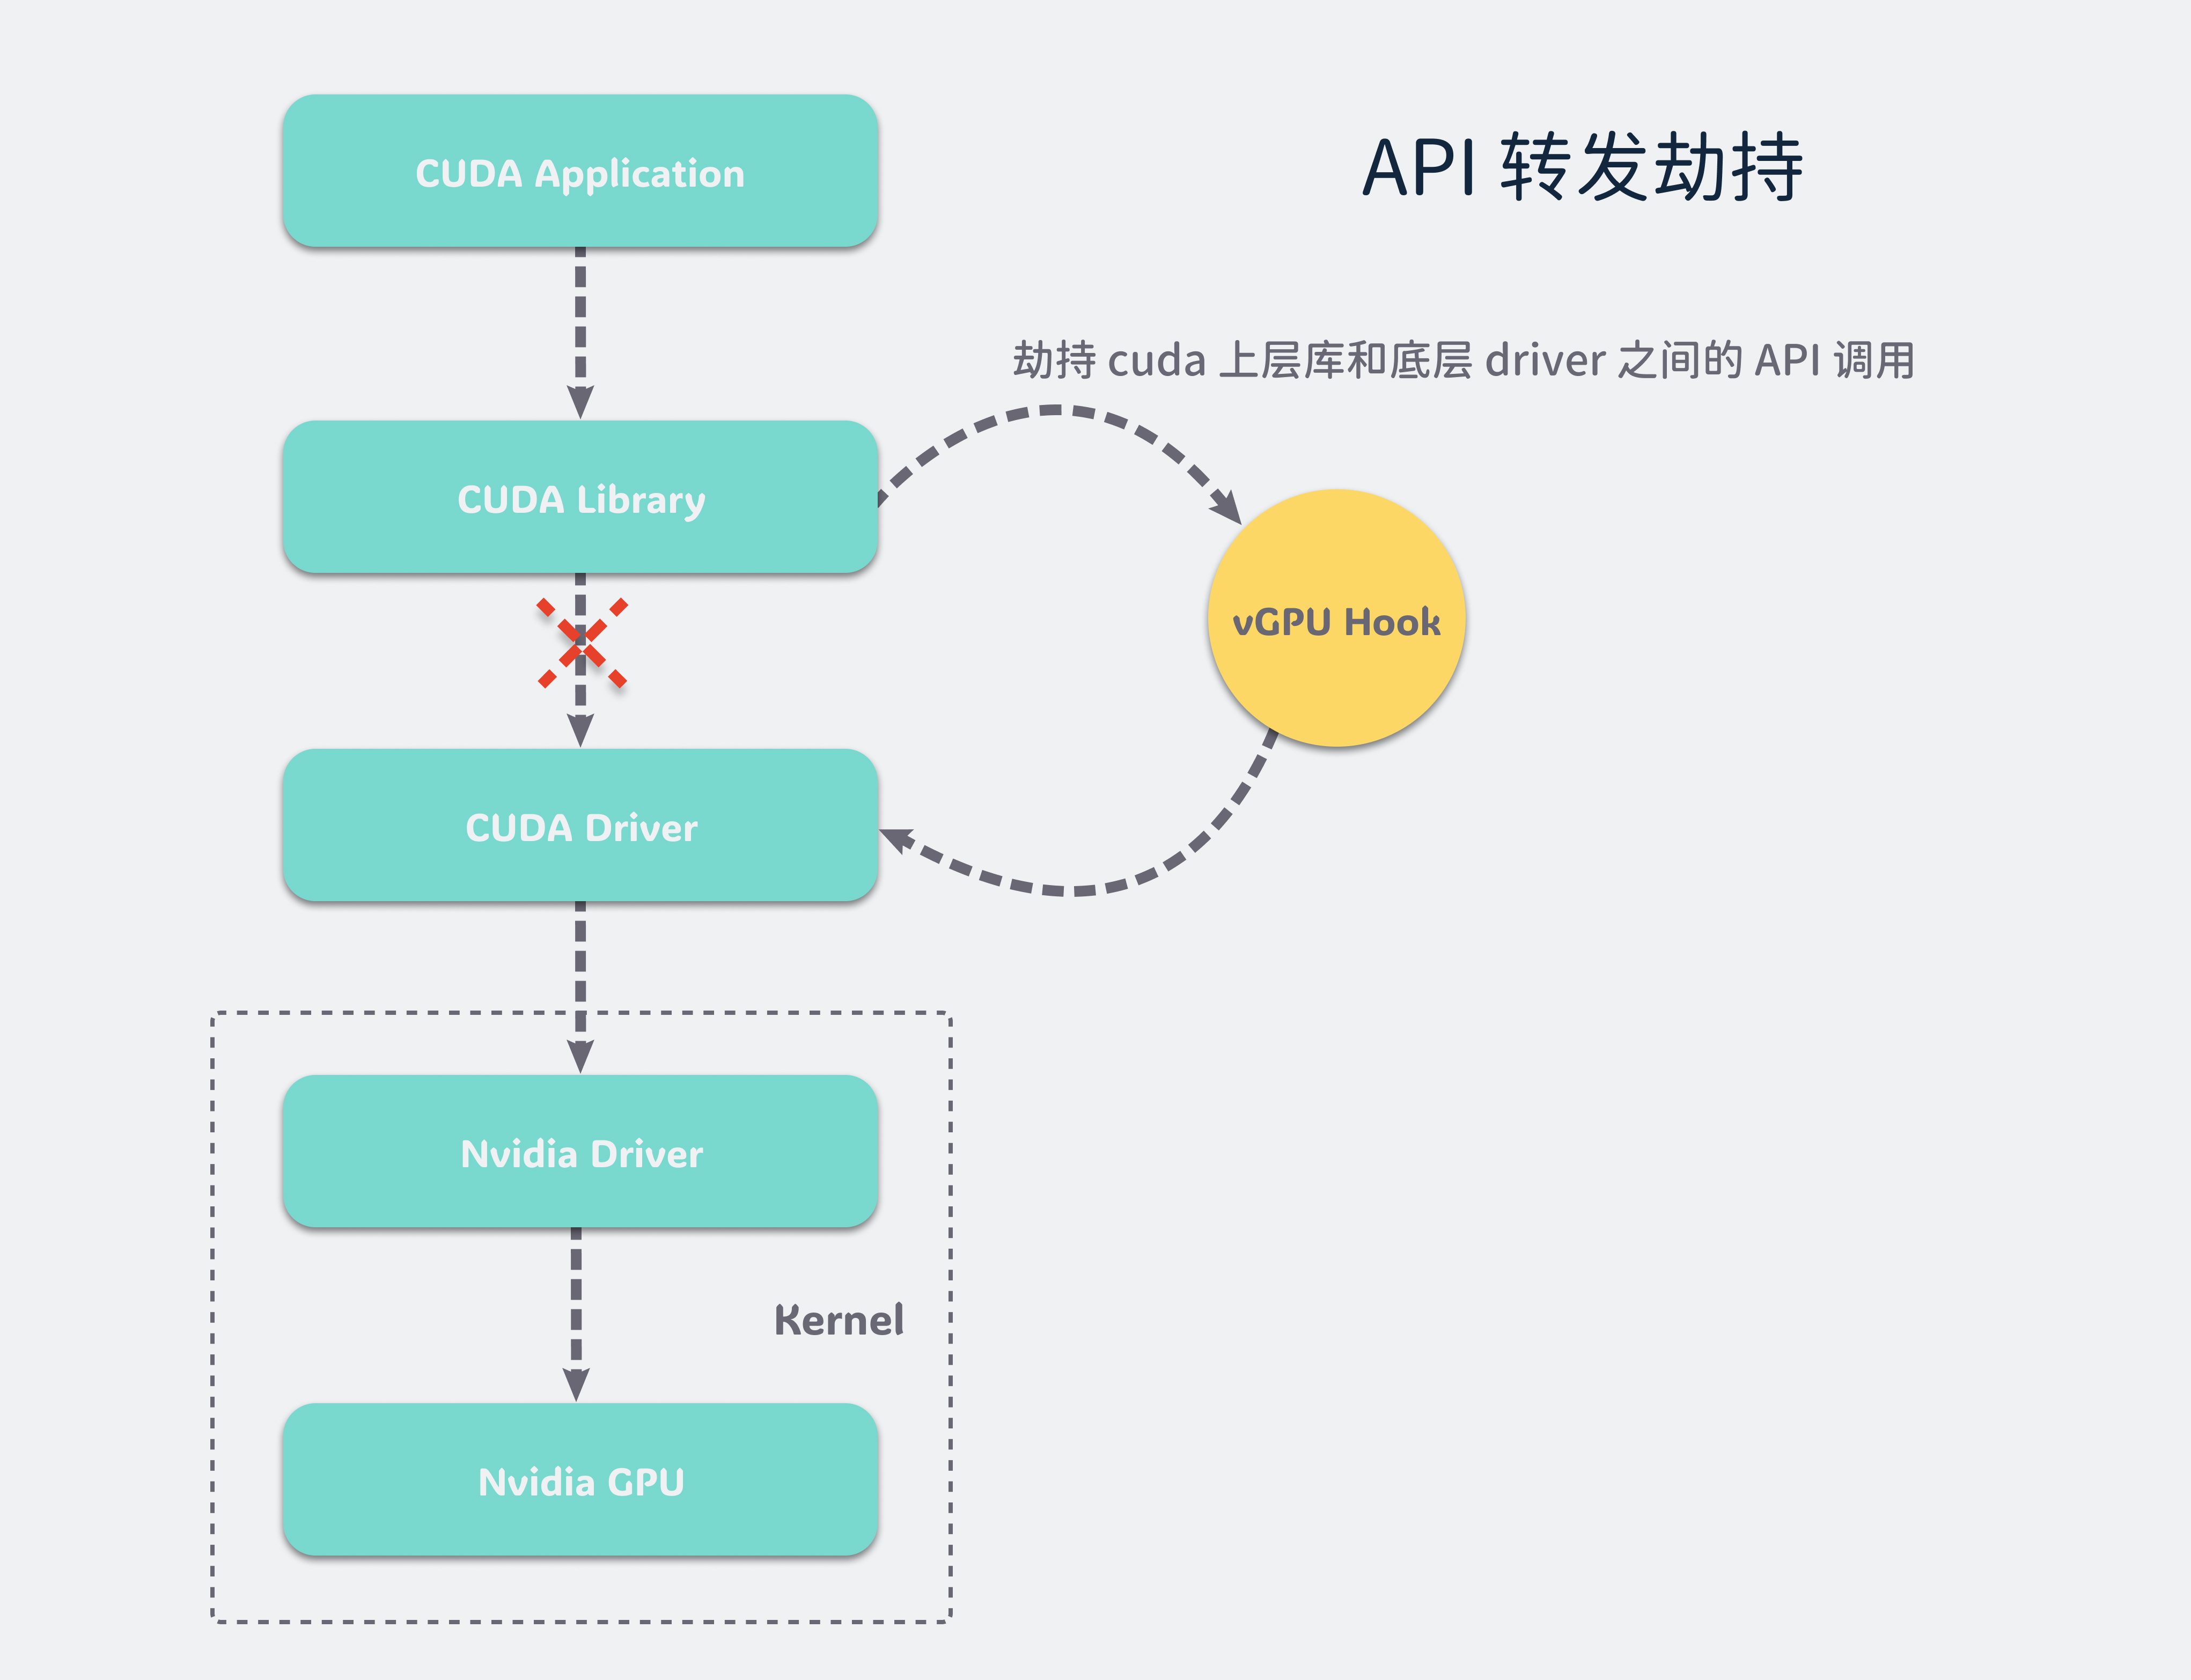 API 转发劫持
CUDA Application
劫持 cuda 上层库和底层 driver 之间的 API 调用
CUDA Library
vGPU Hook
CUDA Driver
Nvidia Driver
Kernel
Nvidia GPU